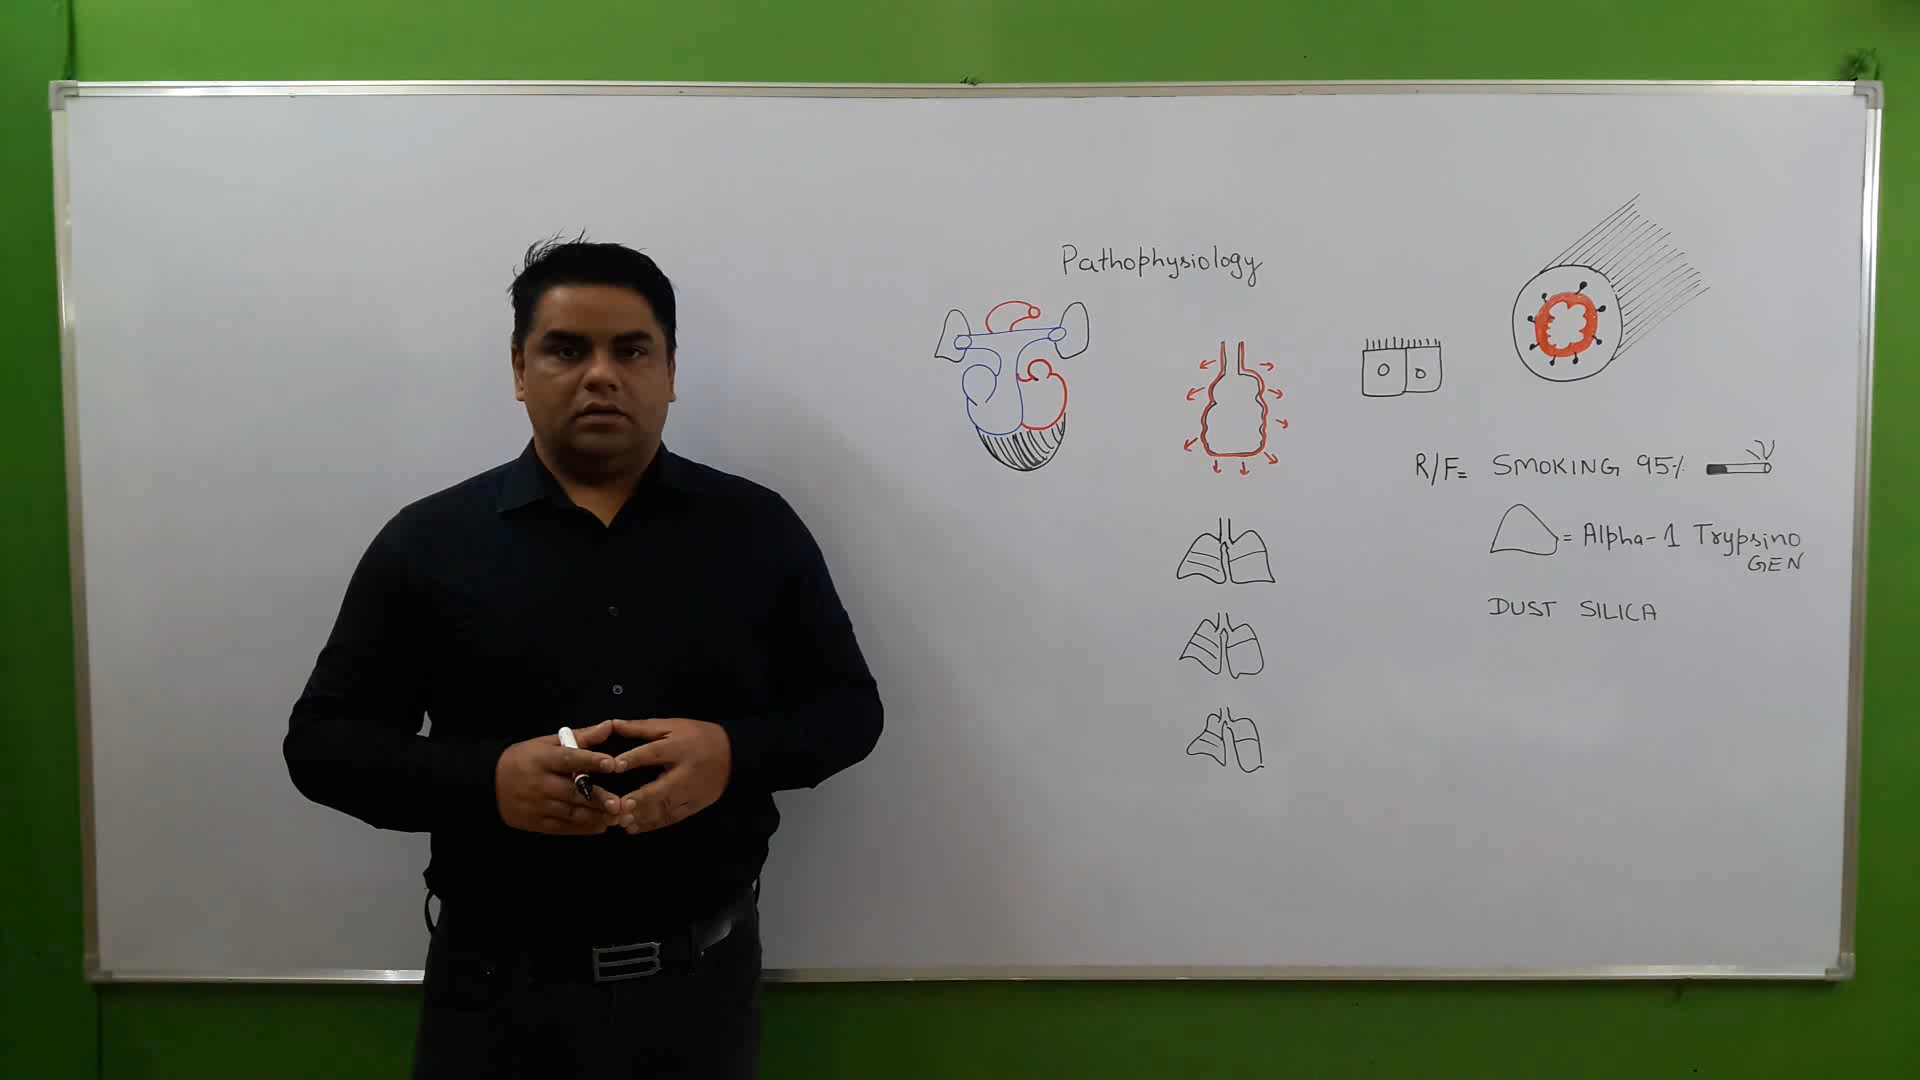 Pathophysiology
R/F= SMOKING 95%
= Alpha-1 Trypsino
GEN
DUST SILICA